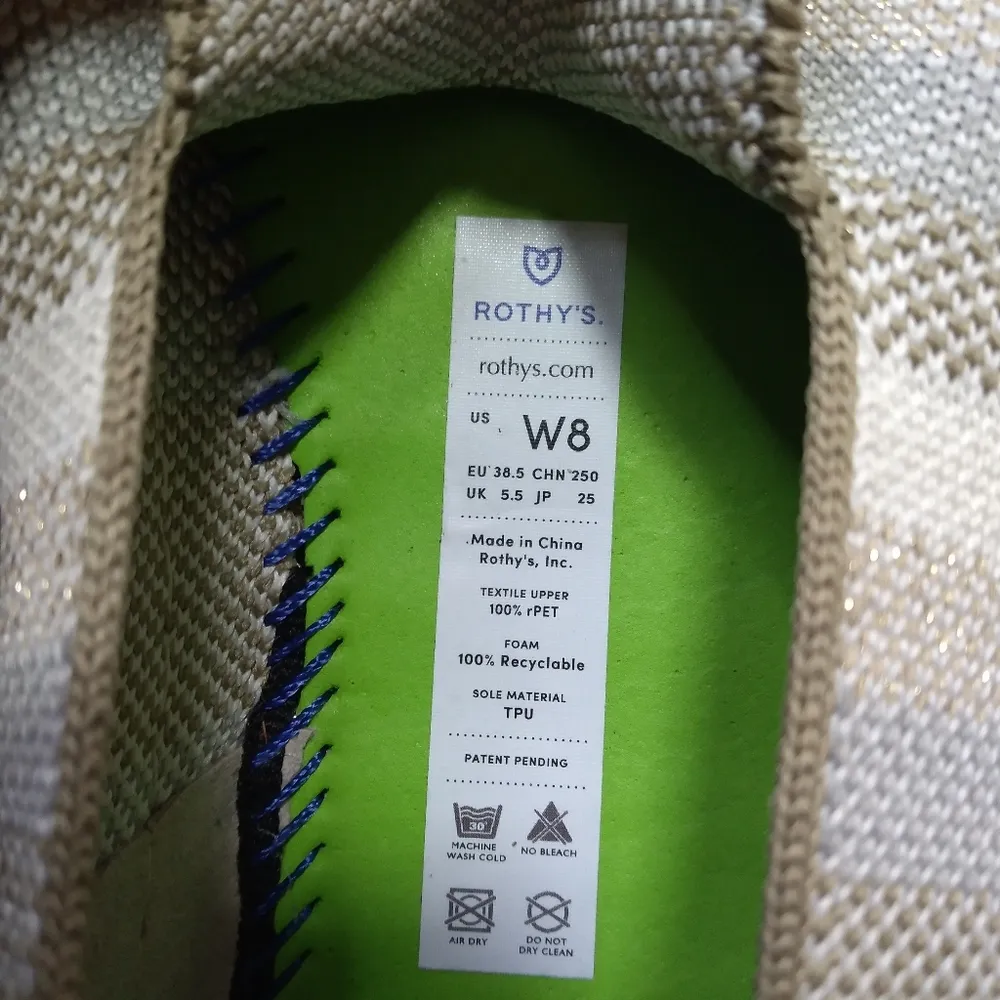 ROTHY'S.
rothys.com
US W8
EU 38.5 CHN 250
UK 5.5 JP 25
Made in China
Rothy's, Inc.
TEXTILE UPPER
100% rPET
FOAM
100% Recyclable
SOLE MATERIAL
TPU
PATENT PENDING
30°
MACHINE WASH COLD
NO BLEACH
AIR DRY
DO NOT DRY CLEAN